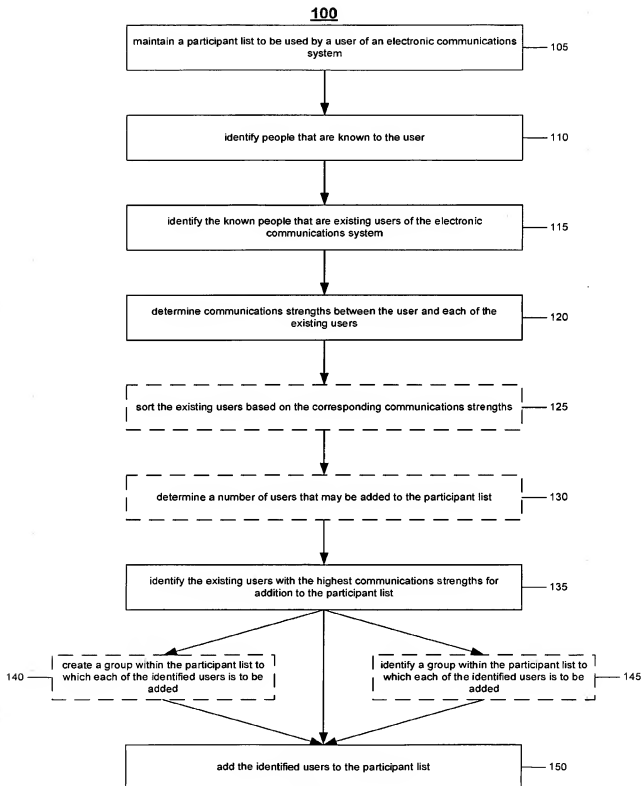 100
maintain a participant list to be used by a user of an electronic communications
system
105
identify people that are known to the user
110
identify the known people that are existing users of the electronic
communications system
115
determine communications strengths between the user and each of the
existing users
120
sort the existing users based on the corresponding communications strengths
125
determine a number of users that may be added to the participant list
130
identify the existing users with the highest communications strengths for
addition to the participant list
135
140
create a group within the participant list to
which each of the identified users is to be
added
identify a group within the participant list to
which each of the identified users is to be
added
145
add the identified users to the participant list
150